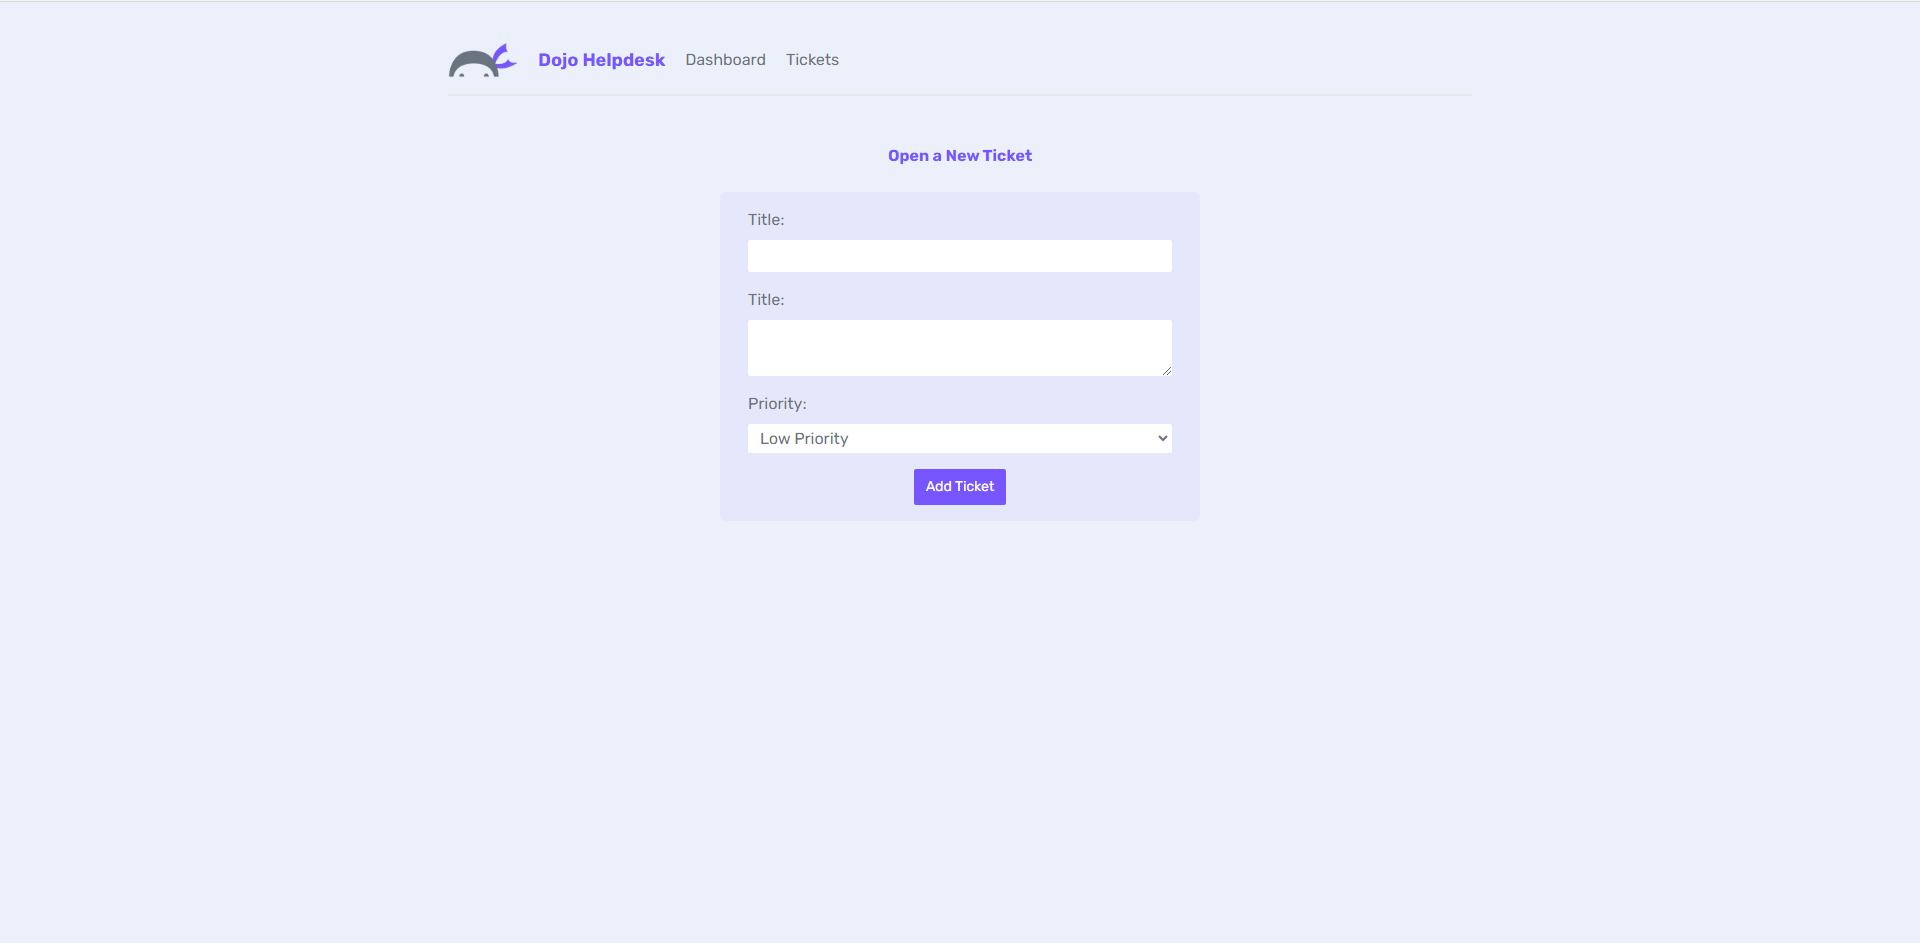 Dojo Helpdesk Dashboard Tickets
Open a New Ticket
Title:
Title:
Priority:
Low Priority
Add Ticket